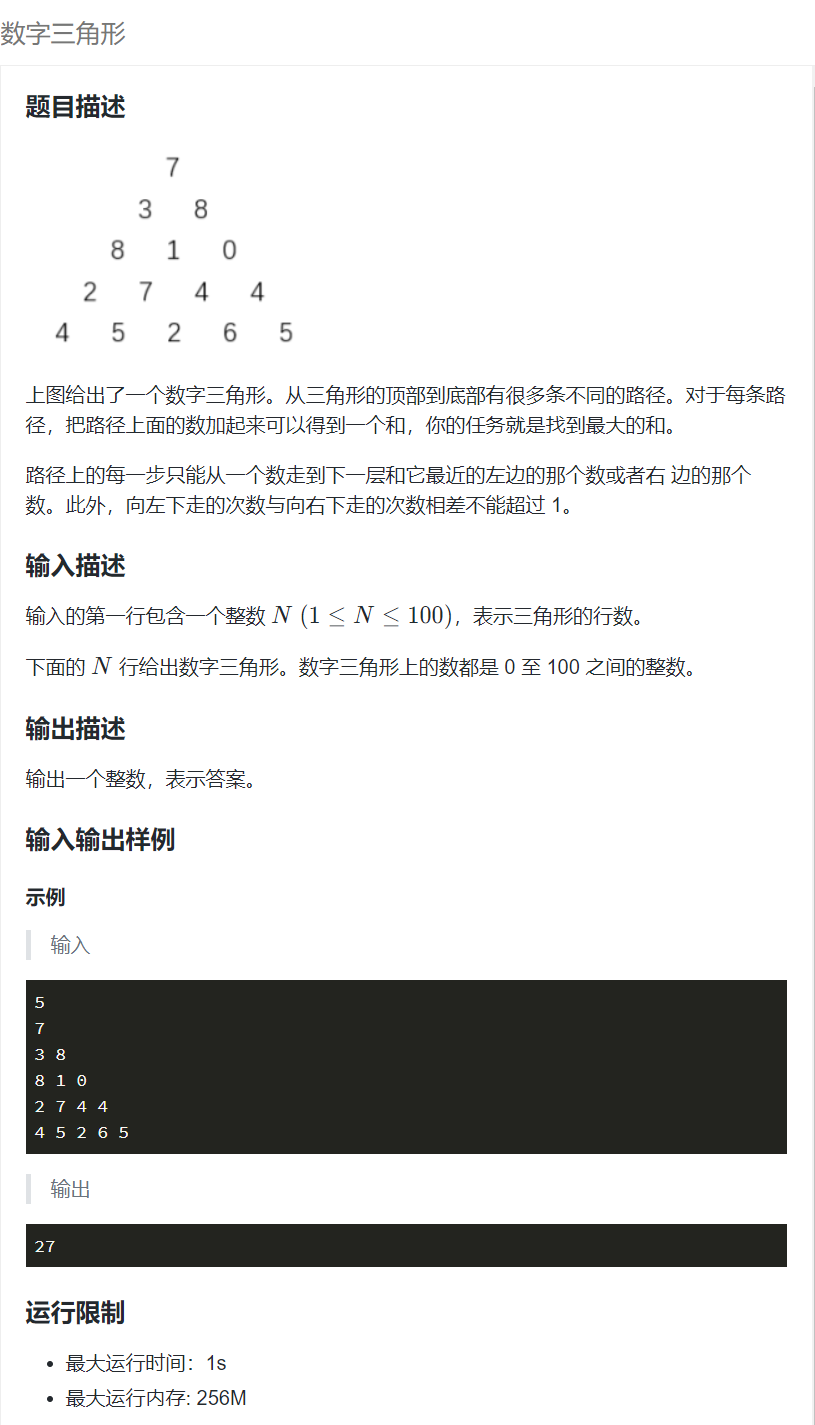 数字三角形
题目描述
7
3 8
8 1 0
2 7 4 4
4 5 2 6 5
上图给出了一个数字三角形。从三角形的顶部到底部有很多条不同的路径。对于每条路
径，把路径上面的数加起来可以得到一个和，你的任务就是找到最大的和。
路径上的每一步只能从一个数走到下一层和它最近的左边的那个数或者右 边的那个
数。此外，向左下走的次数与向右下走的次数相差不能超过 1。
输入描述
输入的第一行包含一个整数 N (1 ≤ N ≤ 100)，表示三角形的行数。
下面的 N 行给出数字三角形。数字三角形上的数都是 0 至 100 之间的整数。
输出描述
输出一个整数，表示答案。
输入输出样例
示例
输入
5
7
3 8
8 1 0
2 7 4 4
4 5 2 6 5
输出
27
运行限制
• 最大运行时间：1s
• 最大运行内存: 256M